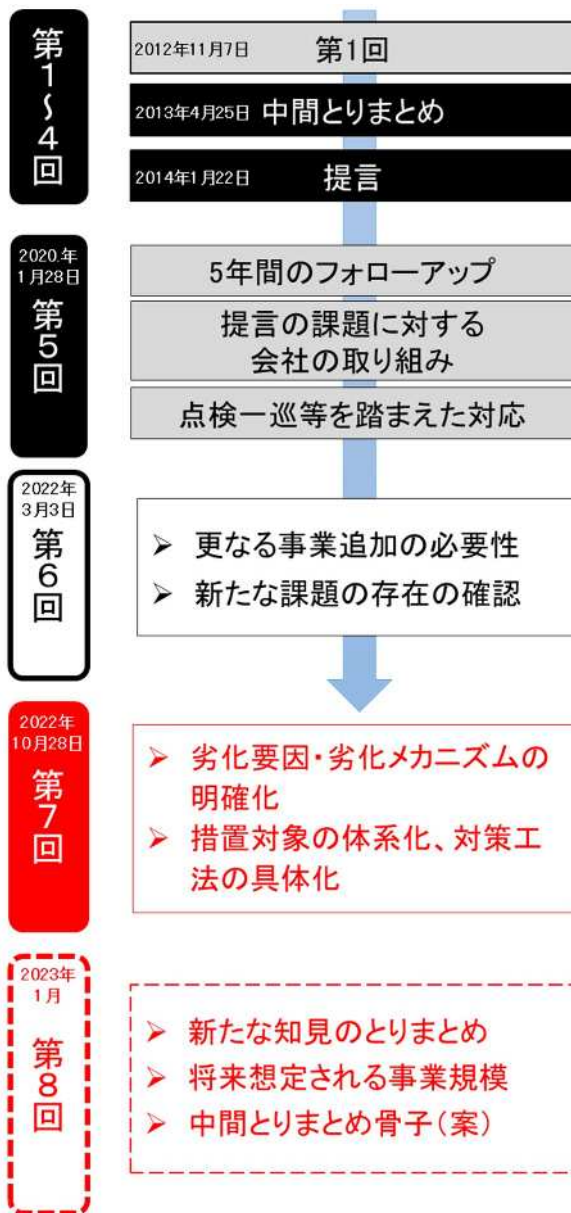 第1～4回
2012年11月7日 第1回
2013年4月25日 中間とりまとめ
2014年1月22日 提言
2020.年
1月28日
第5回
5年間のフォローアップ
提言の課題に対する
会社の取り組み
点検一巡等を踏まえた対応
2022年
3月3日
第6回
➢ 更なる事業追加の必要性
➢ 新たな課題の存在の確認
2022年
10月28日
第7回
➢ 劣化要因・劣化メカニズムの
明確化
➢ 措置対象の体系化、対策工
法の具体化
2023年
1月
第8回
➢ 新たな知見のとりまとめ
➢ 将来想定される事業規模
➢ 中間とりまとめ骨子(案)